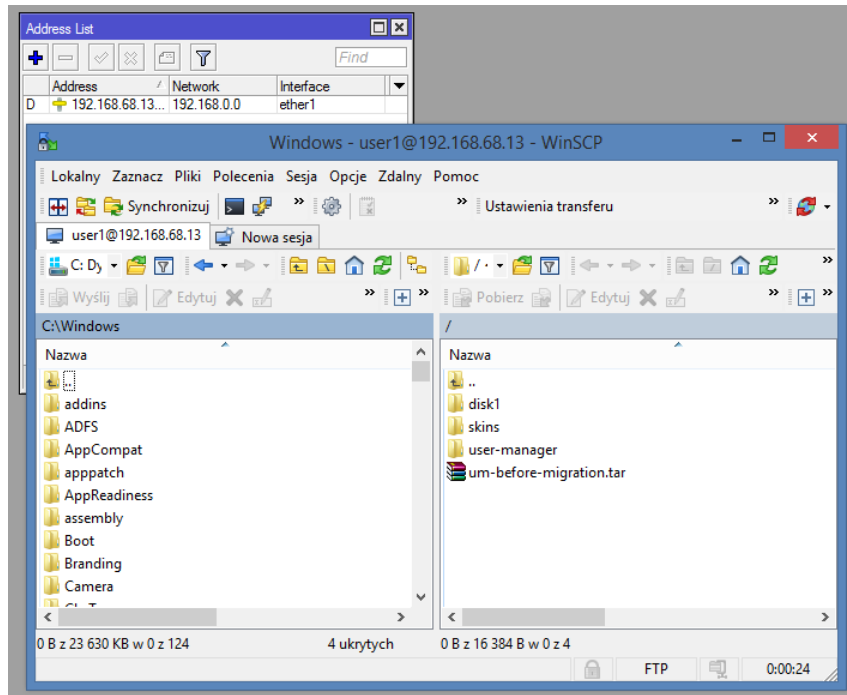 Address List
Find
Address Network Interface
D 192.168.68.13... 192.168.0.0 ether1
Windows - user1@192.168.68.13 - WinSCP
Lokalny Zaznacz Pliki Polecenia Sesja Opcje Zdalny Pomoc
Synchronizuj » » Ustawienia transferu »
user1@192.168.68.13 Nowa sesja
C: Dy / »
Wyślij Edytuj » » Pobierz Edytuj » »
C:\Windows /
Nazwa Nazwa
.. ..
addins disk1
ADFS skins
AppCompat user-manager
apppatch um-before-migration.tar
AppReadiness
assembly
Boot
Branding
Camera
0 B z 23 630 KB w 0 z 124 4 ukrytych 0 B z 16 384 B w 0 z 4
FTP 0:00:24